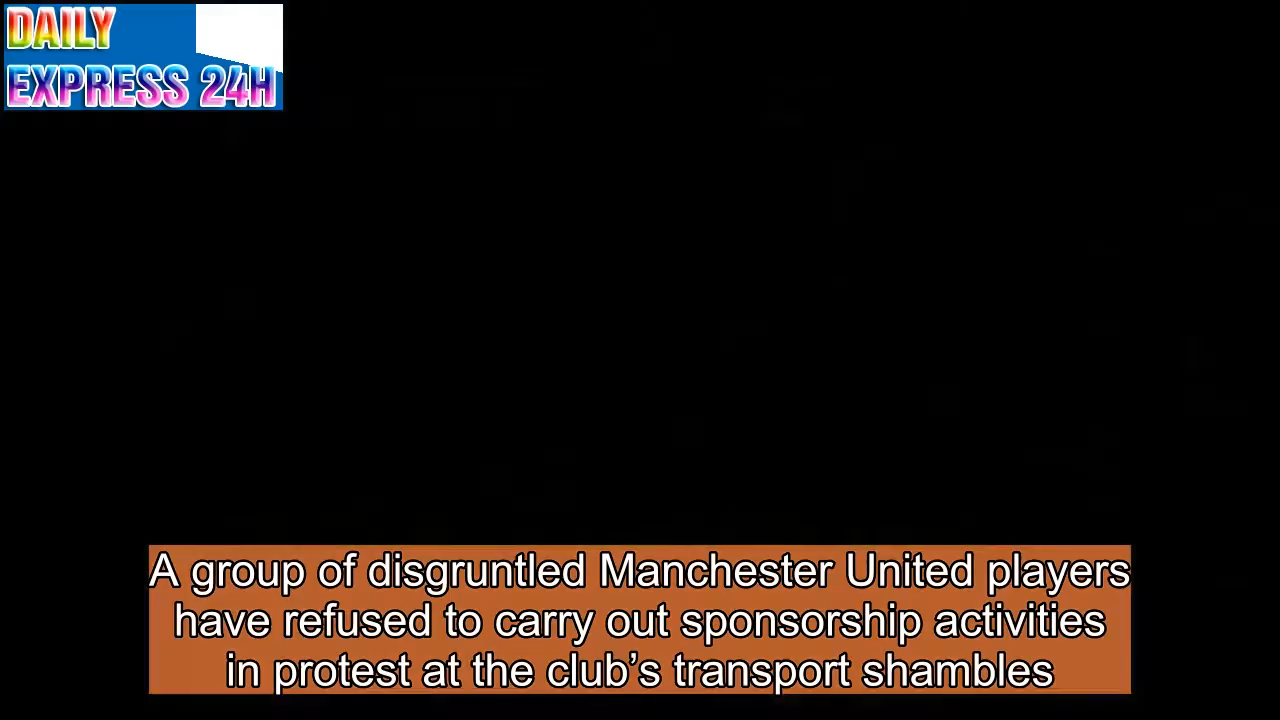 DAILY
EXPRESS 24H
A group of disgruntled Manchester United players
have refused to carry out sponsorship activities
in protest at the club’s transport shambles